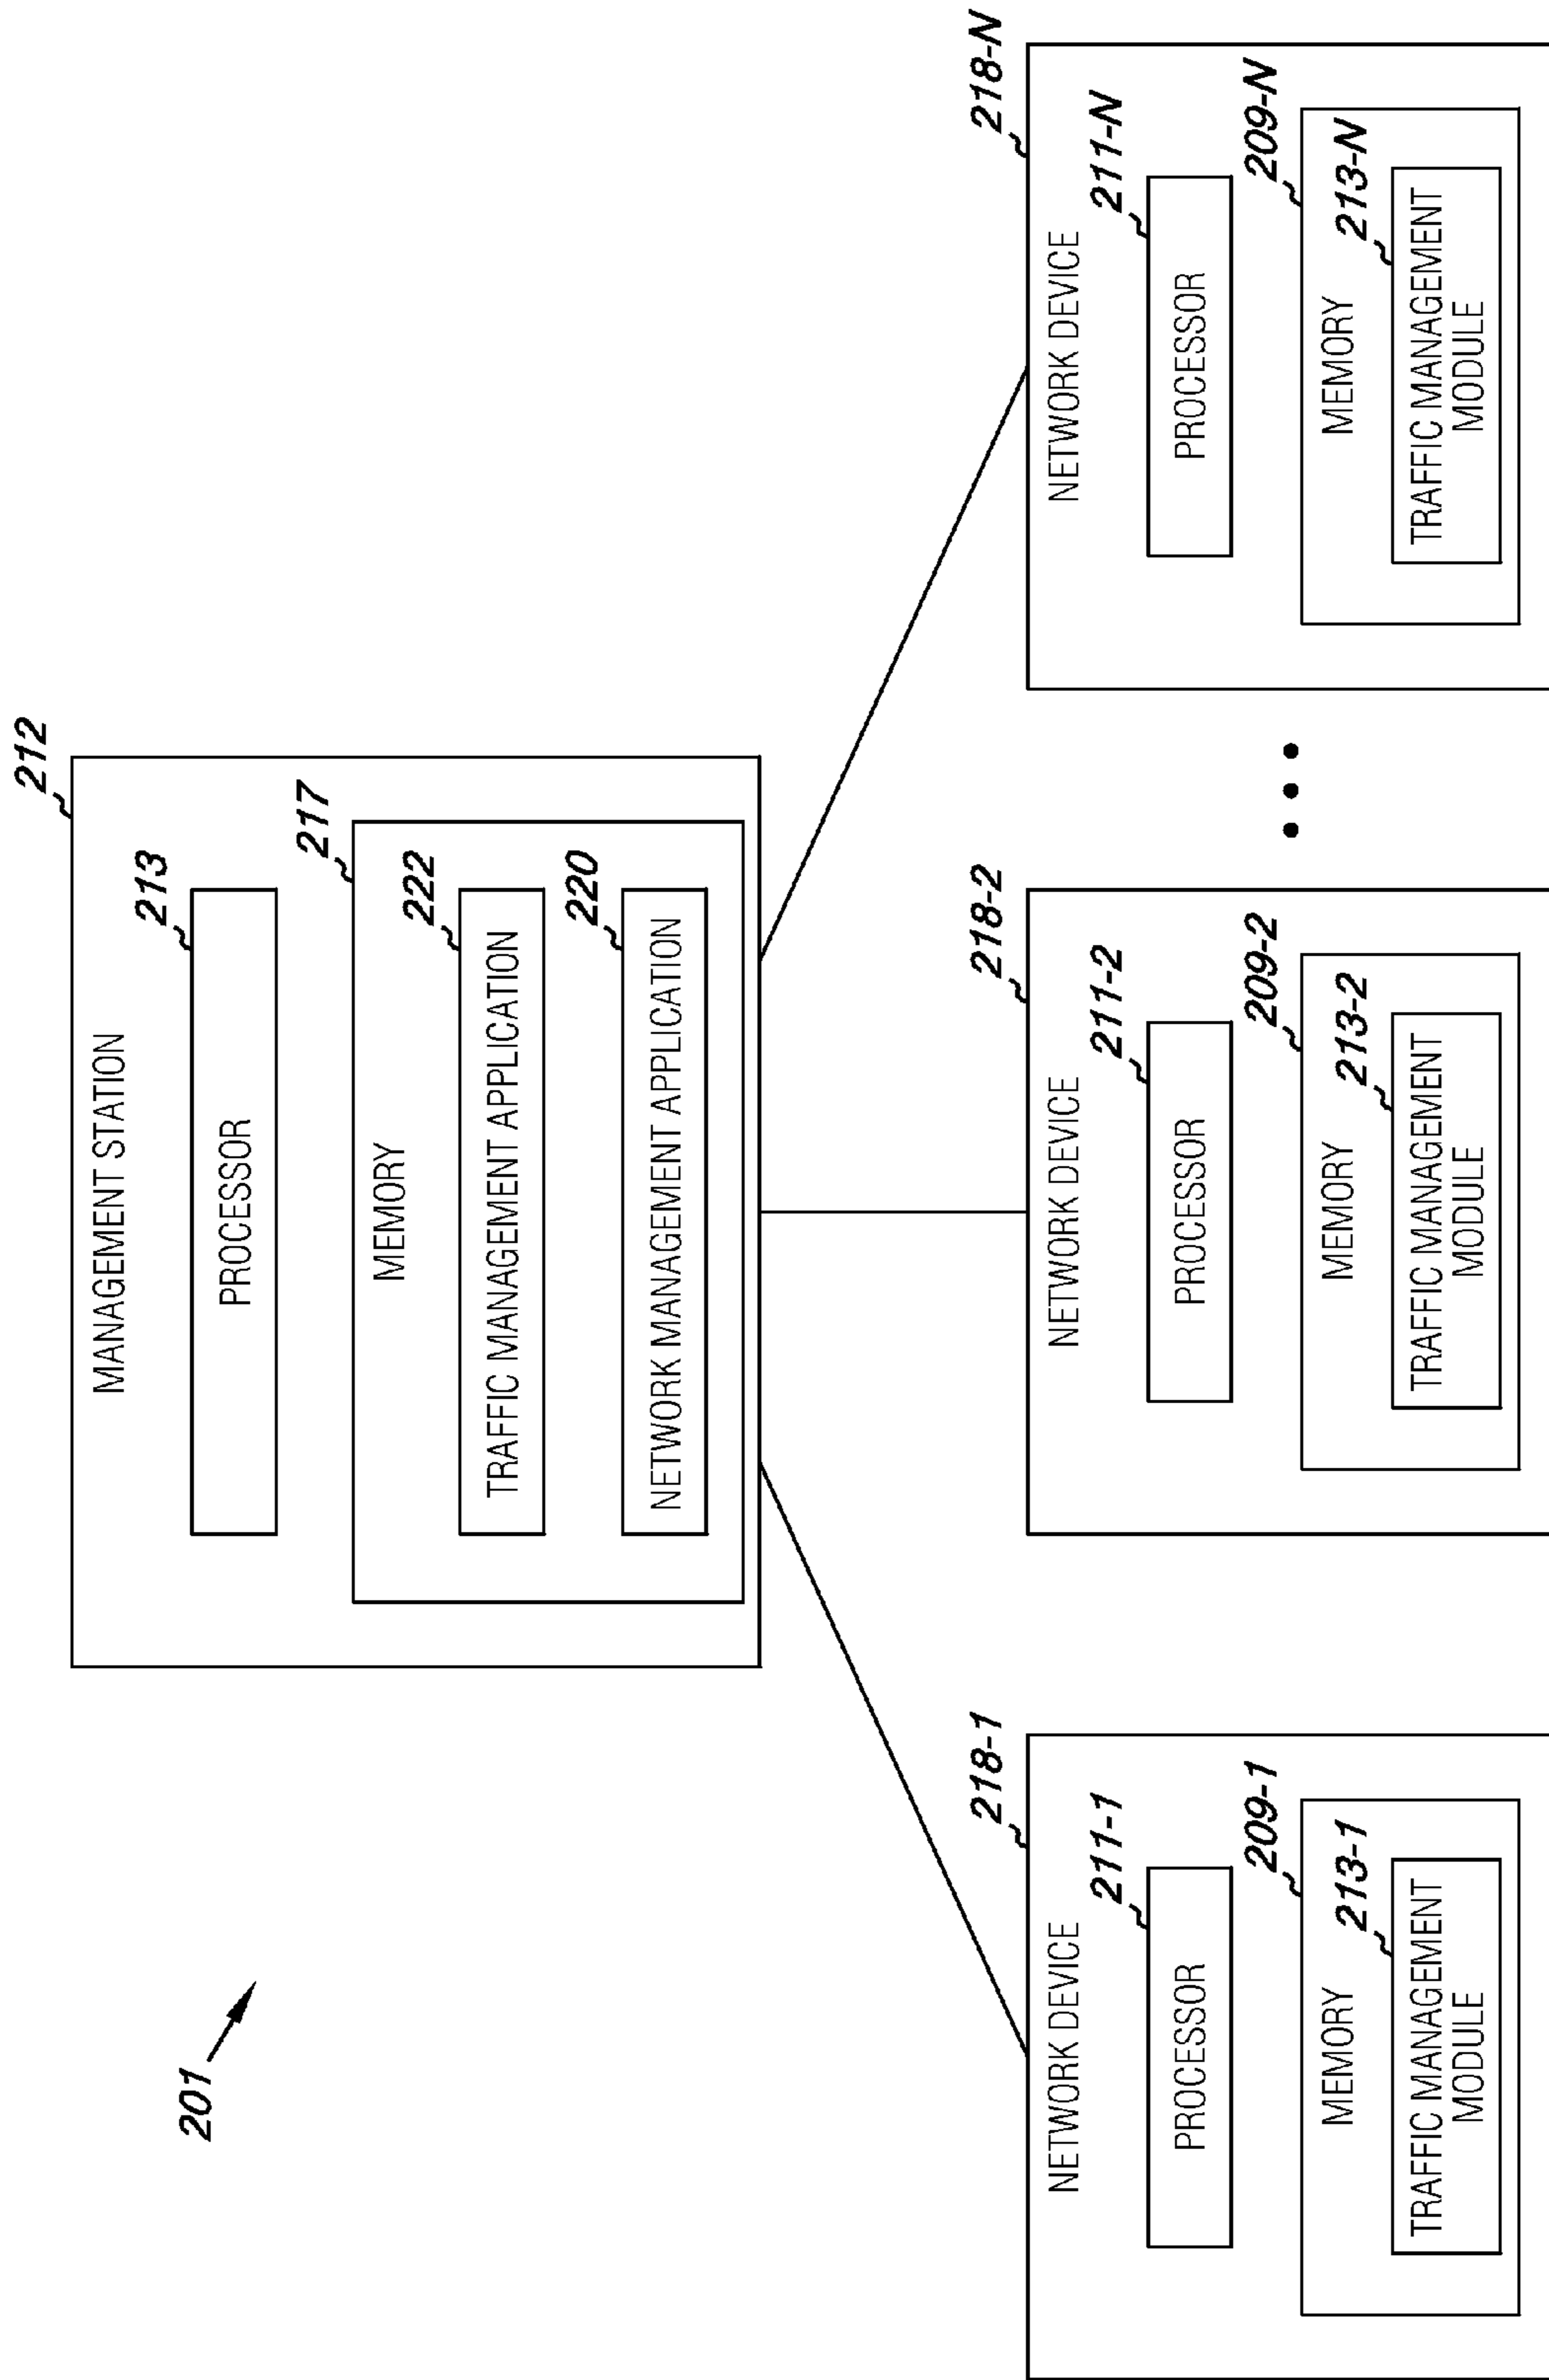 201
212
MANAGEMENT STATION
213
PROCESSOR
217
MEMORY
222
TRAFFIC MANAGEMENT APPLICATION
220
NETWORK MANAGEMENT APPLICATION
218-1
NETWORK DEVICE
211-1
PROCESSOR
209-1
MEMORY
213-1
TRAFFIC MANAGEMENT
MODULE
218-2
NETWORK DEVICE
211-2
PROCESSOR
209-2
MEMORY
213-2
TRAFFIC MANAGEMENT
MODULE
218-N
NETWORK DEVICE
211-N
PROCESSOR
209-N
MEMORY
213-N
TRAFFIC MANAGEMENT
MODULE